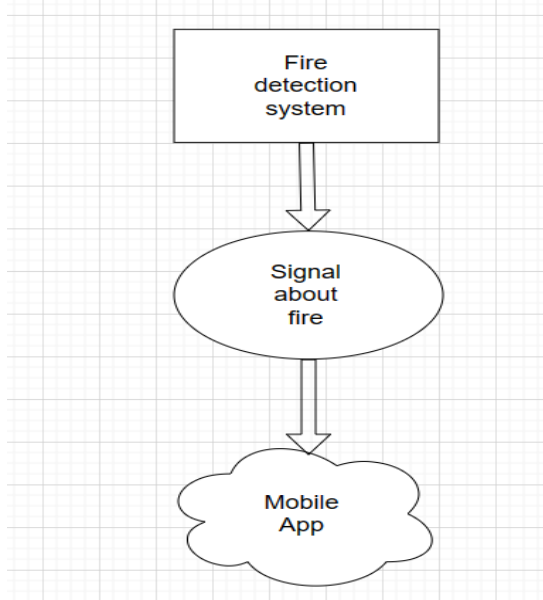 Fire
detection
system
Signal
about
fire
Mobile
App